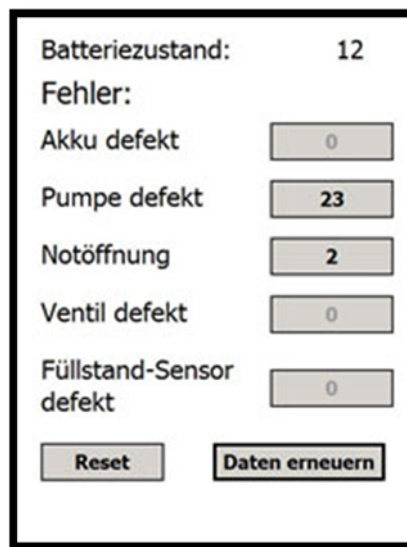 Batteriezustand: 12
Fehler:
Akku defekt 0
Pumpe defekt 23
Notöffnung 2
Ventil defekt 0
Füllstand-Sensor
defekt 0
Reset Daten erneuern